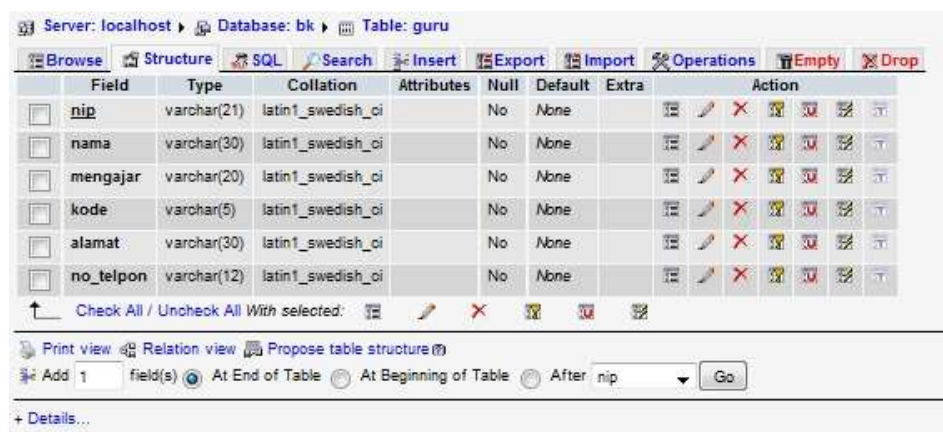 Server: localhost Database: bk Table: guru
Browse Structure SQL Search Insert Export Import Operations Empty Drop
Field Type Collation Attributes Null Default Extra Action
nip varchar(21) latin1_swedish_ci No None
nama varchar(30) latin1_swedish_ci No None
mengajar varchar(20) latin1_swedish_ci No None
kode varchar(5) latin1_swedish_ci No None
alamat varchar(30) latin1_swedish_ci No None
no_telpon varchar(12) latin1_swedish_ci No None
Check All / Uncheck All With selected:
Print view Relation view Propose table structure
Add 1 field(s) At End of Table At Beginning of Table After nip Go
+ Details...